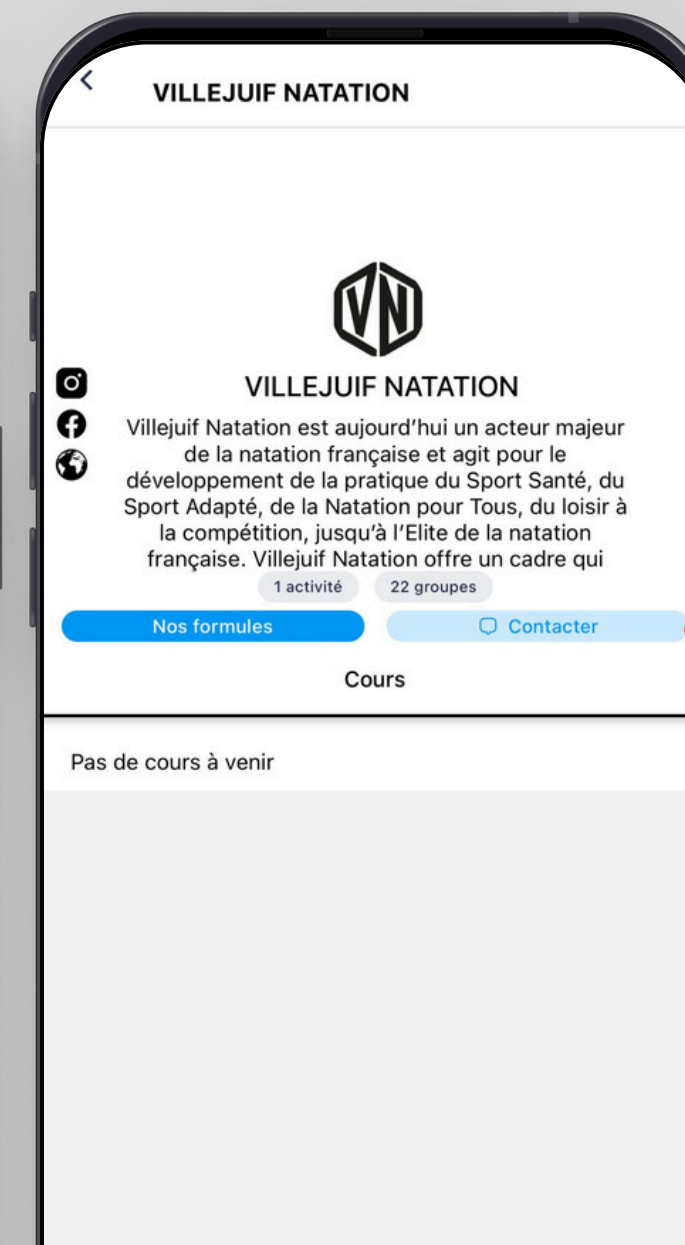 VILLEJUIF NATATION
VN
VILLEJUIF NATATION
Villejuif Natation est aujourd’hui un acteur majeur
de la natation française et agit pour le
développement de la pratique du Sport Santé, du
Sport Adapté, de la Natation pour Tous, du loisir à
la compétition, jusqu’à l’Elite de la natation
française. Villejuif Natation offre un cadre qui
1 activité 22 groupes
Nos formules Contacter
Cours
Pas de cours à venir